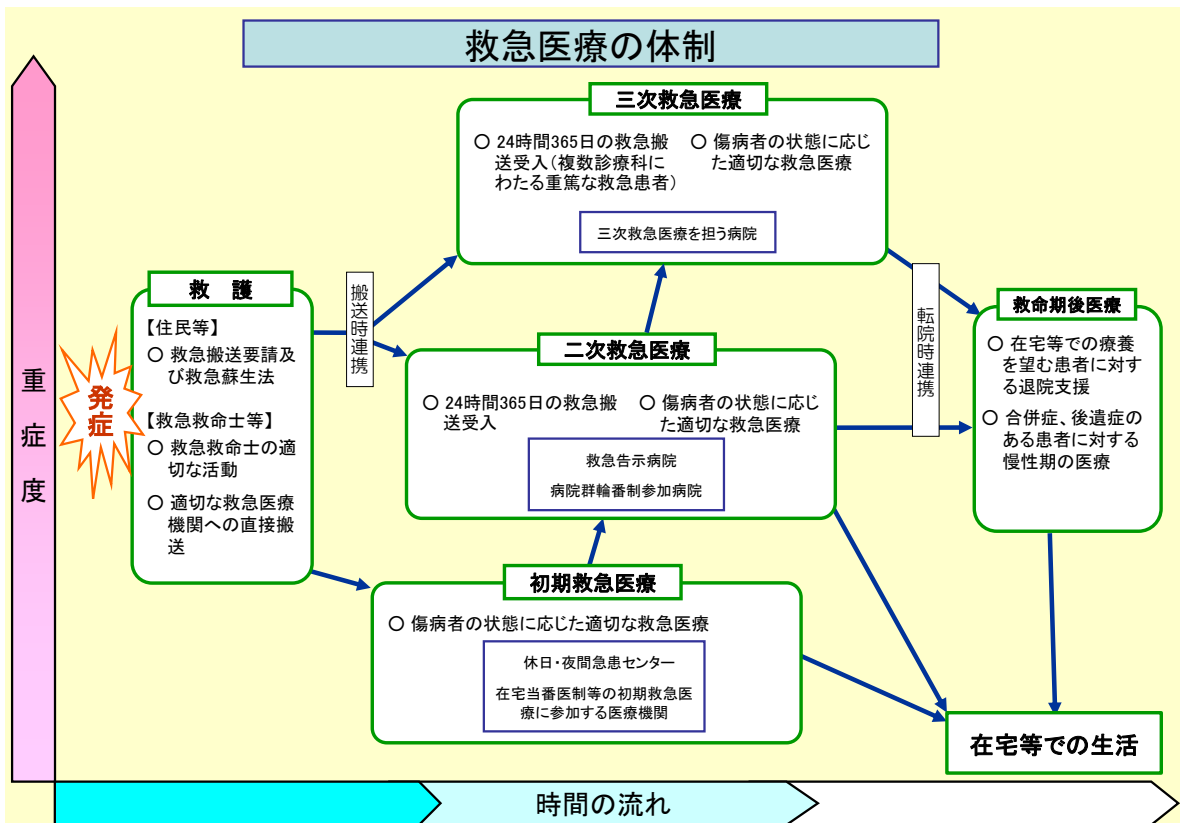 救急医療の体制
重症度
発症
救 護
【住民等】
○ 救急搬送要請及
び救急蘇生法
【救急救命士等】
○ 救急救命士の適
切な活動
○ 適切な救急医療
機関への直接搬
送
搬送時連携
三次救急医療
○ 24時間365日の救急搬
送受入(複数診療科に
わたる重篤な救急患者)
○ 傷病者の状態に応じ
た適切な救急医療
三次救急医療を担う病院
二次救急医療
○ 24時間365日の救急搬
送受入
○ 傷病者の状態に応じ
た適切な救急医療
救急告示病院
病院群輪番制参加病院
初期救急医療
○ 傷病者の状態に応じた適切な救急医療
休日・夜間急患センター
在宅当番医制等の初期救急医
療に参加する医療機関
転院時連携
救命期後医療
○ 在宅等での療養
を望む患者に対す
る退院支援
○ 合併症、後遺症の
ある患者に対する
慢性期の医療
在宅等での生活
時間の流れ